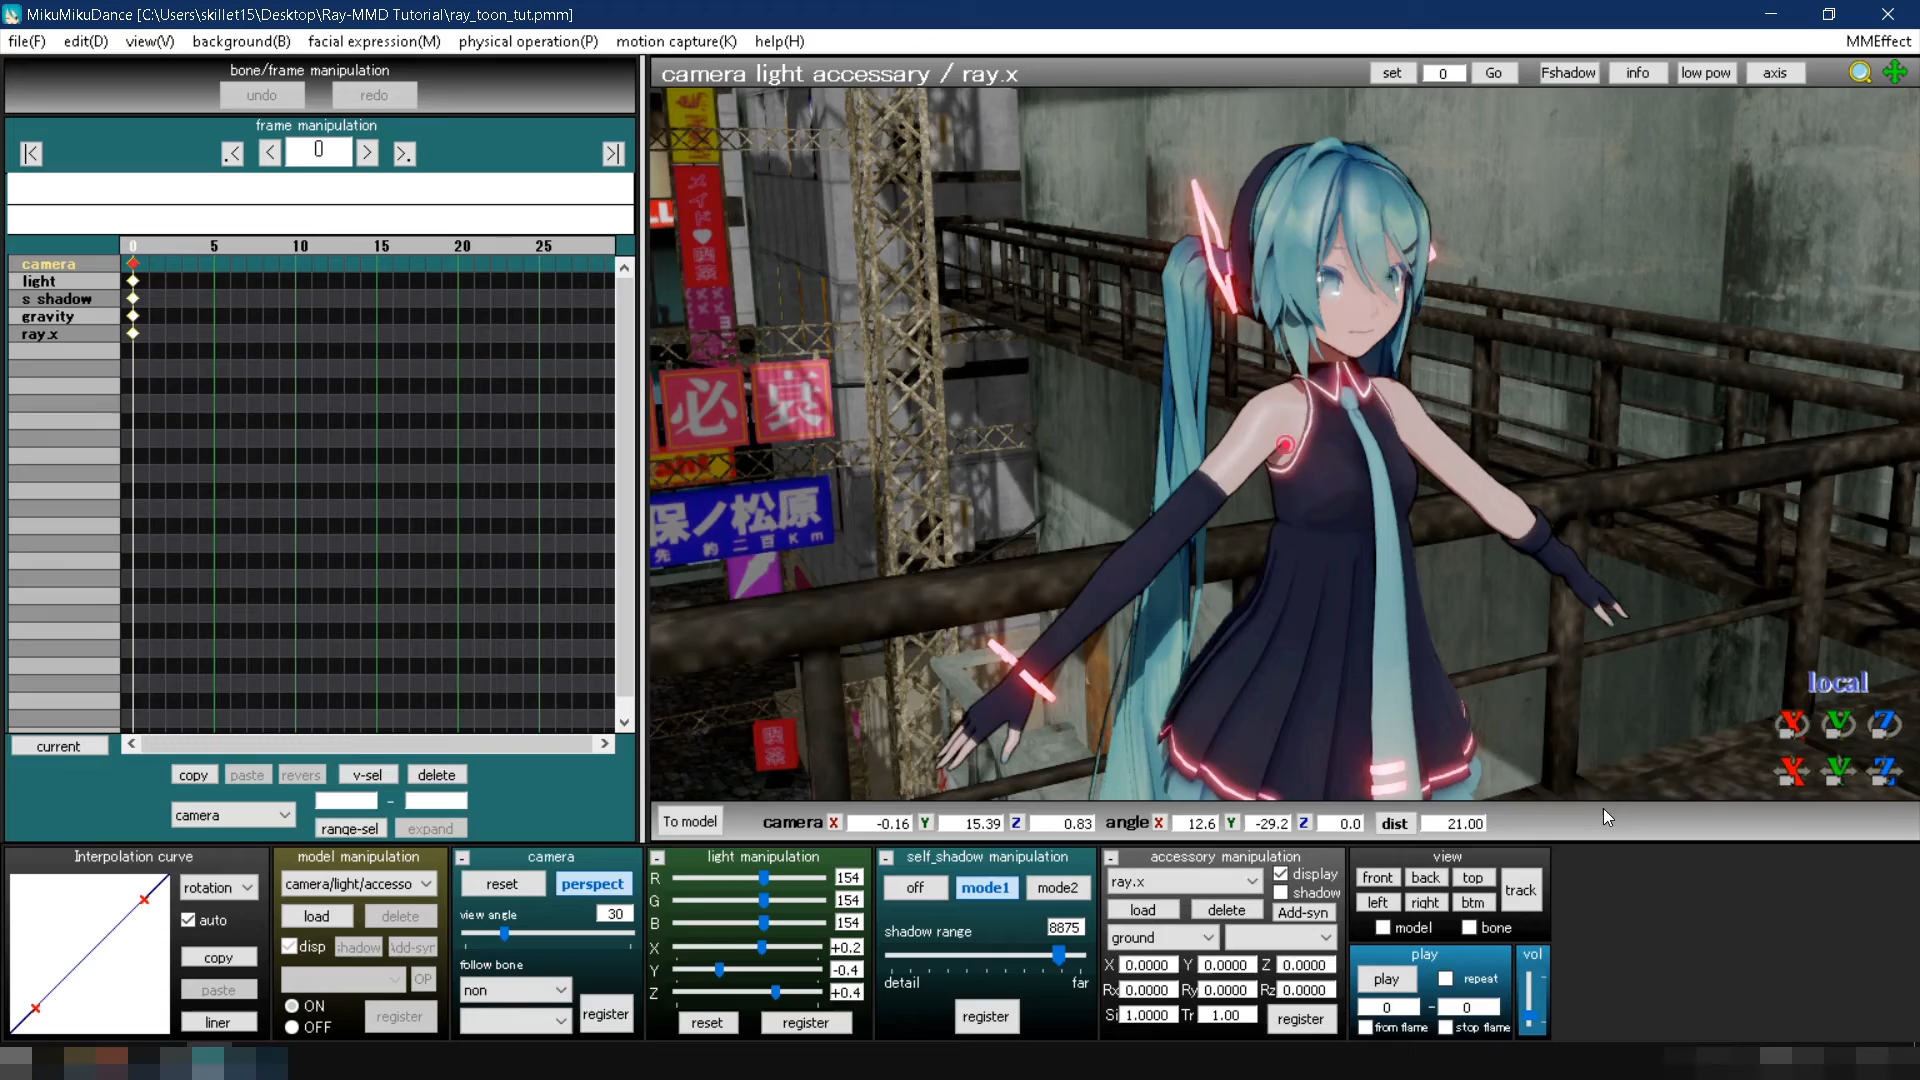 MikuMikuDance [C:\Users\skillet15\Desktop\Ray-MMD Tutorial\ray_toon_tut.pmm]
file(F) edit(D) view(V) background(B) facial expression(M) physical operation(P) motion capture(K) help(H) MMEffect
bone/frame manipulation
undo redo
frame manipulation
|< .< < 0 > >. >|
0 5 10 15 20 25
camera
light
s shadow
gravity
ray.x
current
copy paste revers v-sel delete
camera -
range-sel expand
camera light accessary / ray.x set 0 Go Fshadow info low pow axis
メイド♥
必 衰
保ノ松原
先 約 二 百 K m
local
X Y Z
X Y Z
To model camera X -0.16 Y 15.39 Z 0.83 angle X 12.6 Y -29.2 Z 0.0 dist 21.00
Interpolation curve
rotation
auto
copy
paste
liner
model manipulation
camera/light/accesso
load delete
disp shadow Add-syn
OP
ON
OFF
register
- camera
reset perspect
view angle 30
follow bone
non
register
- light manipulation
R 154
G 154
B 154
X +0.2
Y -0.4
Z +0.4
reset register
- self_shadow manipulation
off mode1 mode2
shadow range 8875
detail far
register
- accessory manipulation
ray.x display
shadow
load delete Add-syn
ground
X 0.0000 Y 0.0000 Z 0.0000
Rx 0.0000 Ry 0.0000 Rz 0.0000
Si 1.0000 Tr 1.00 register
view
front back top
left right btm track
model bone
play
play repeat
0 - 0
from flame stop flame
vol